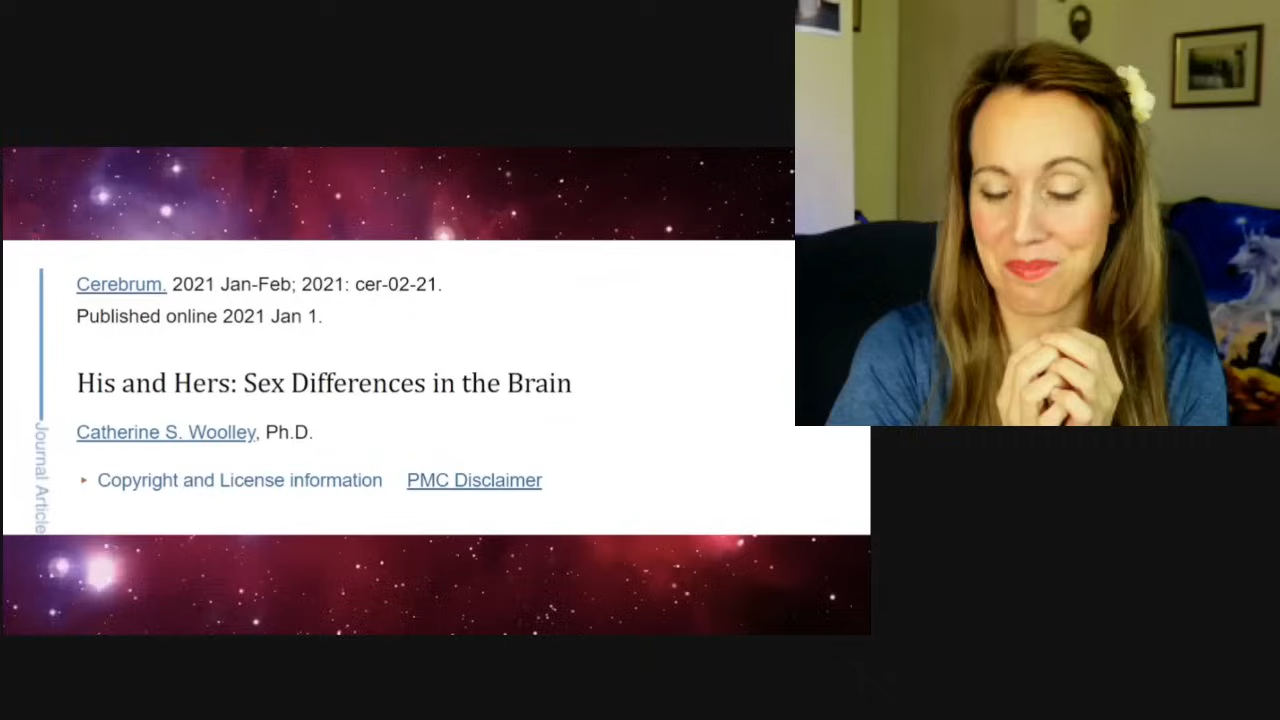 Cerebrum. 2021 Jan-Feb; 2021: cer-02-21.
Published online 2021 Jan 1.
His and Hers: Sex Differences in the Brain
Catherine S. Woolley, Ph.D.
Copyright and License information PMC Disclaimer
Journal Article